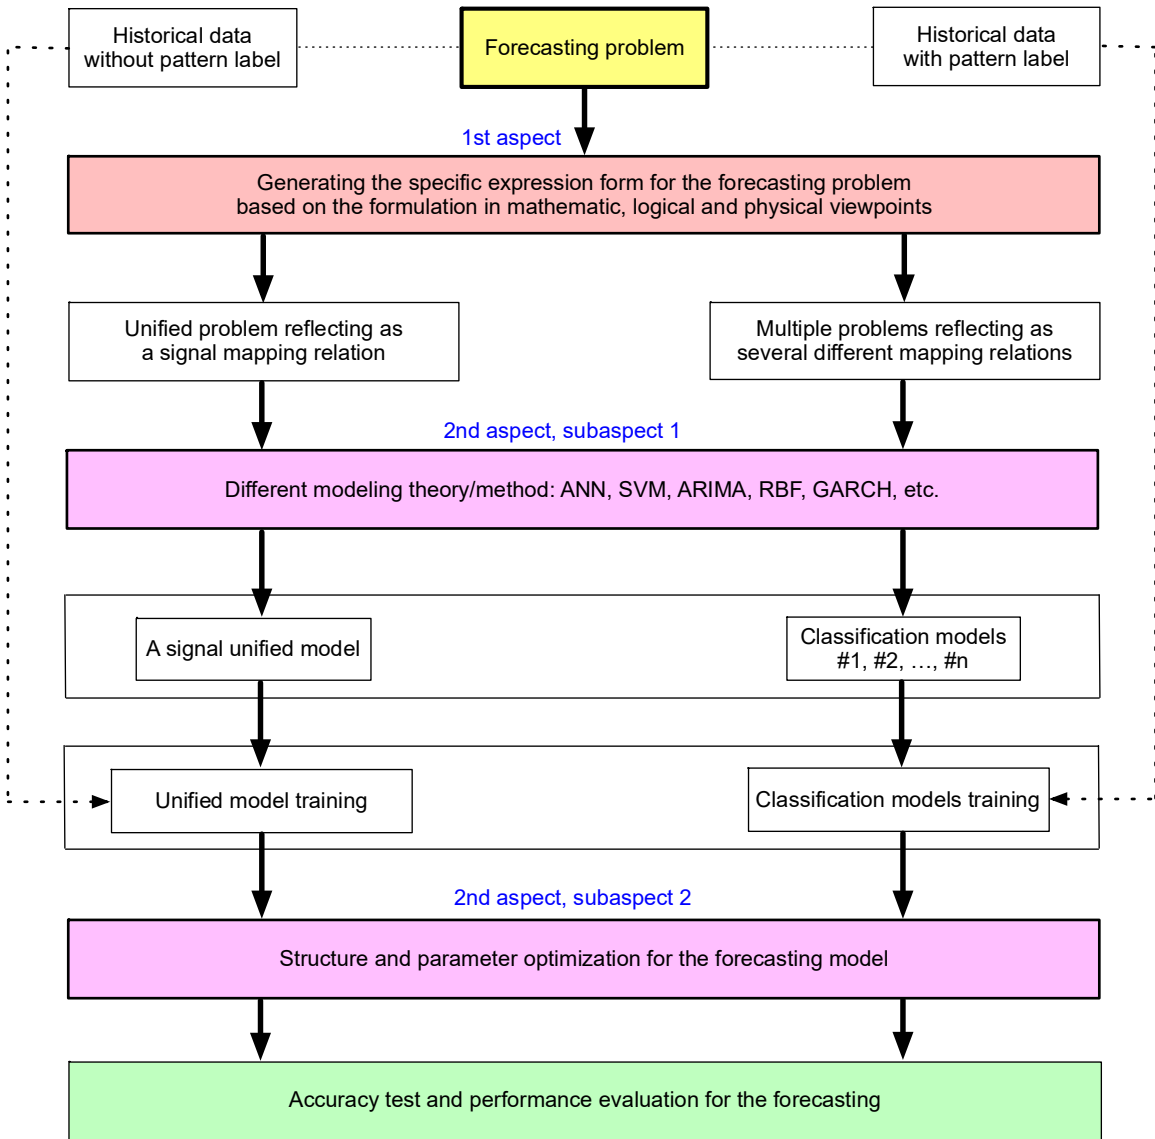 Historical data
without pattern label
Forecasting problem
Historical data
with pattern label
1st aspect
Generating the specific expression form for the forecasting problem
based on the formulation in mathematic, logical and physical viewpoints
Unified problem reflecting as
a signal mapping relation
Multiple problems reflecting as
several different mapping relations
2nd aspect, subaspect 1
Different modeling theory/method: ANN, SVM, ARIMA, RBF, GARCH, etc.
A signal unified model
Classification models
#1, #2, …, #n
Unified model training
Classification models training
2nd aspect, subaspect 2
Structure and parameter optimization for the forecasting model
Accuracy test and performance evaluation for the forecasting